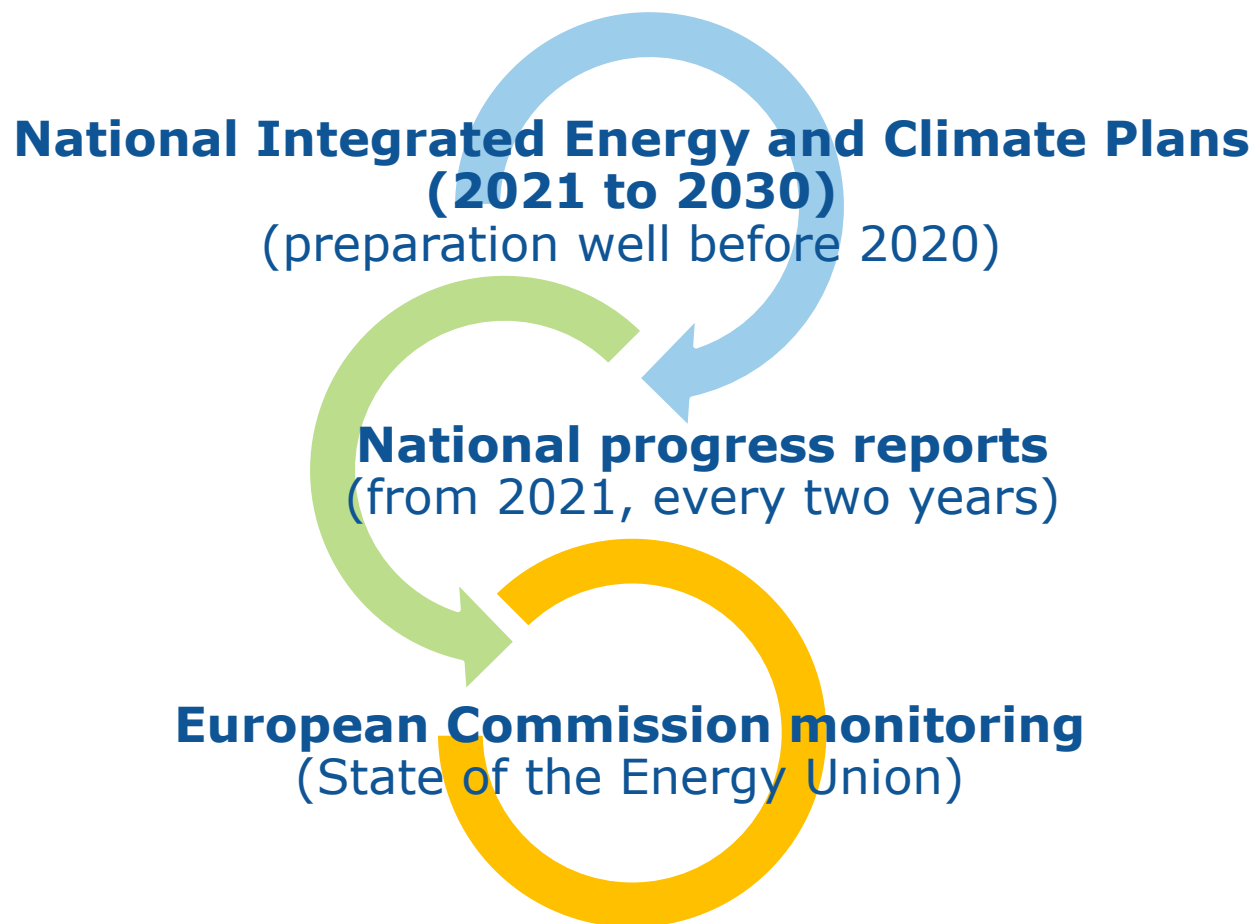 National Integrated Energy and Climate Plans
(2021 to 2030)
(preparation well before 2020)
National progress reports
(from 2021, every two years)
European Commission monitoring
(State of the Energy Union)